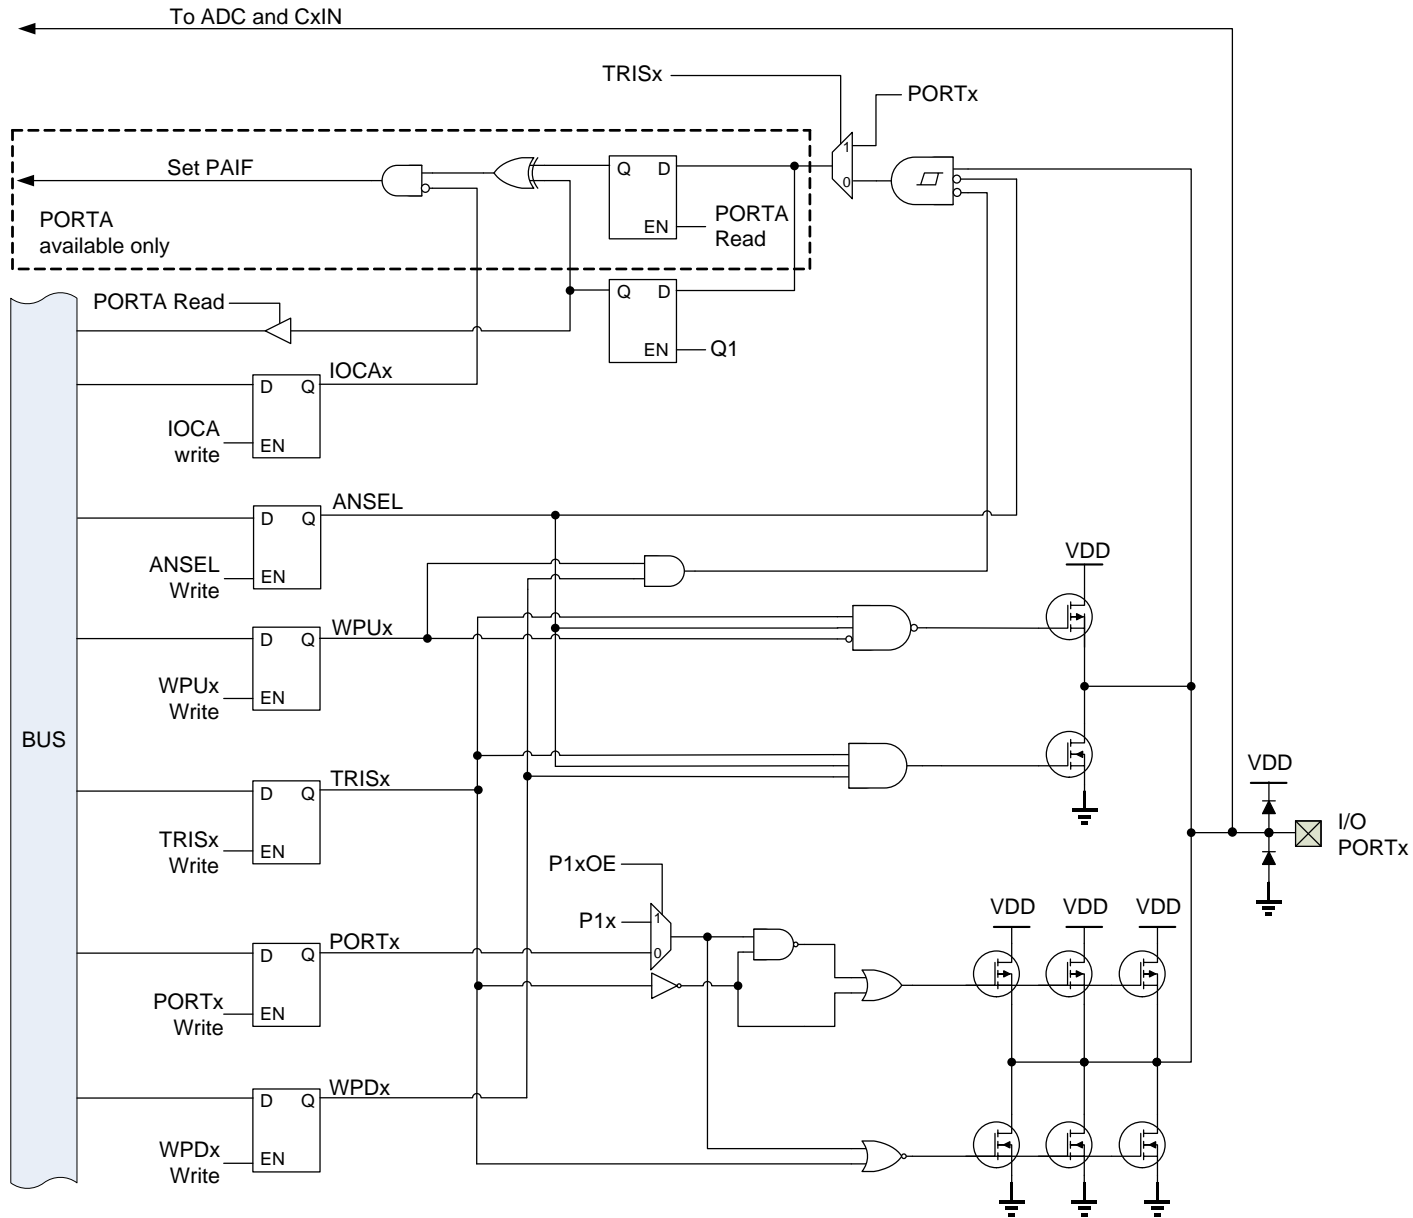 To ADC and CxIN
TRISx
PORTx
1
0
Set PAIF
Q D
EN
PORTA
Read
PORTA
available only
Q D
EN
Q1
PORTA Read
D Q
EN
IOCAx
IOCA
write
D Q
EN
ANSEL
ANSEL
Write
D Q
EN
WPUx
WPUx
Write
VDD
BUS
D Q
EN
TRISx
TRISx
Write
VDD
I/O
PORTx
P1xOE
P1x
1
0
D Q
EN
PORTx
PORTx
Write
VDD VDD VDD
D Q
EN
WPDx
WPDx
Write